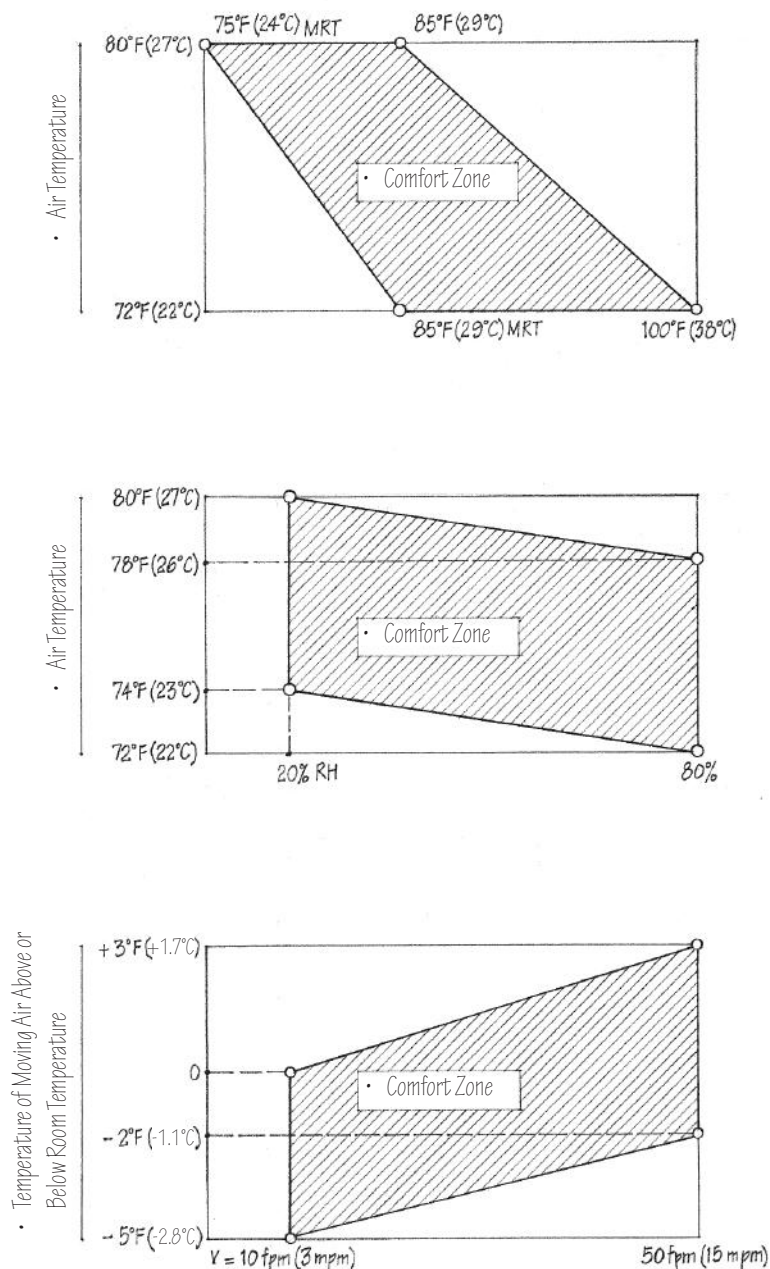 75°F (24°C) MRT
85°F (29°C)
80°F (27°C)
• Air Temperature
• Comfort Zone
72°F (22°C)
85°F (29°C) MRT
100°F (38°C)
80°F (27°C)
78°F (26°C)
• Air Temperature
• Comfort Zone
74°F (23°C)
72°F (22°C)
20% RH
80%
• Temperature of Moving Air Above or
Below Room Temperature
+ 3°F (+1.7°C)
0
• Comfort Zone
- 2°F (-1.1°C)
- 5°F (-2.8°C)
V = 10 fpm (3 mpm)
50 fpm (15 mpm)